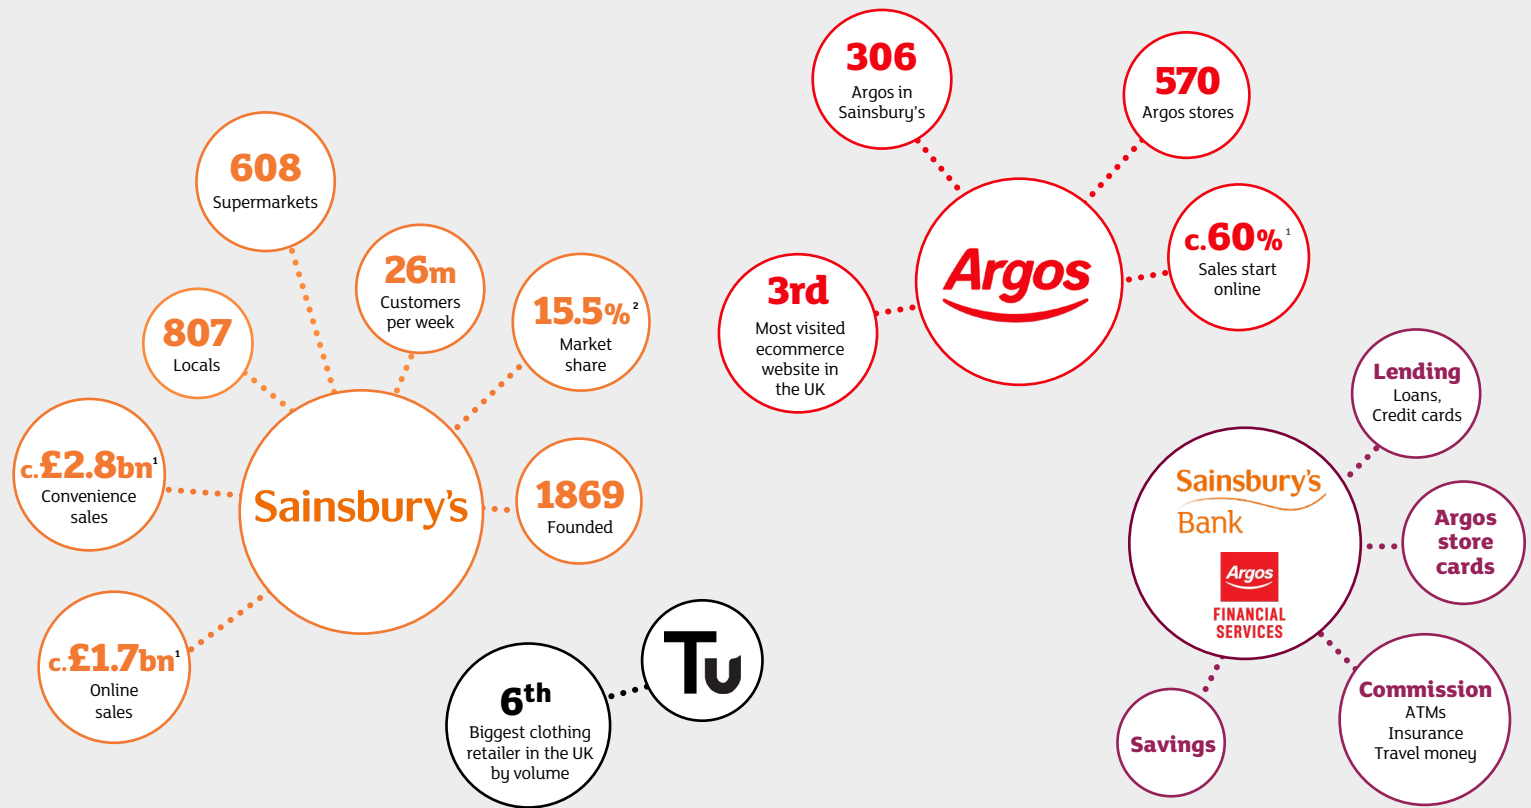 608
Supermarkets
26m
Customers
per week
15.5%²
Market
share
807
Locals
c.£2.8bn¹
Convenience
sales
Sainsbury's
1869
Founded
c.£1.7bn¹
Online
sales
6th
Biggest clothing
retailer in the UK
by volume
Tu
306
Argos in
Sainsbury's
570
Argos stores
c.60%¹
Sales start
online
3rd
Most visited
ecommerce
website in
the UK
Argos
Lending
Loans,
Credit cards
Sainsbury's
Bank
Argos
FINANCIAL
SERVICES
Argos
store
cards
Commission
ATMs
Insurance
Travel money
Savings